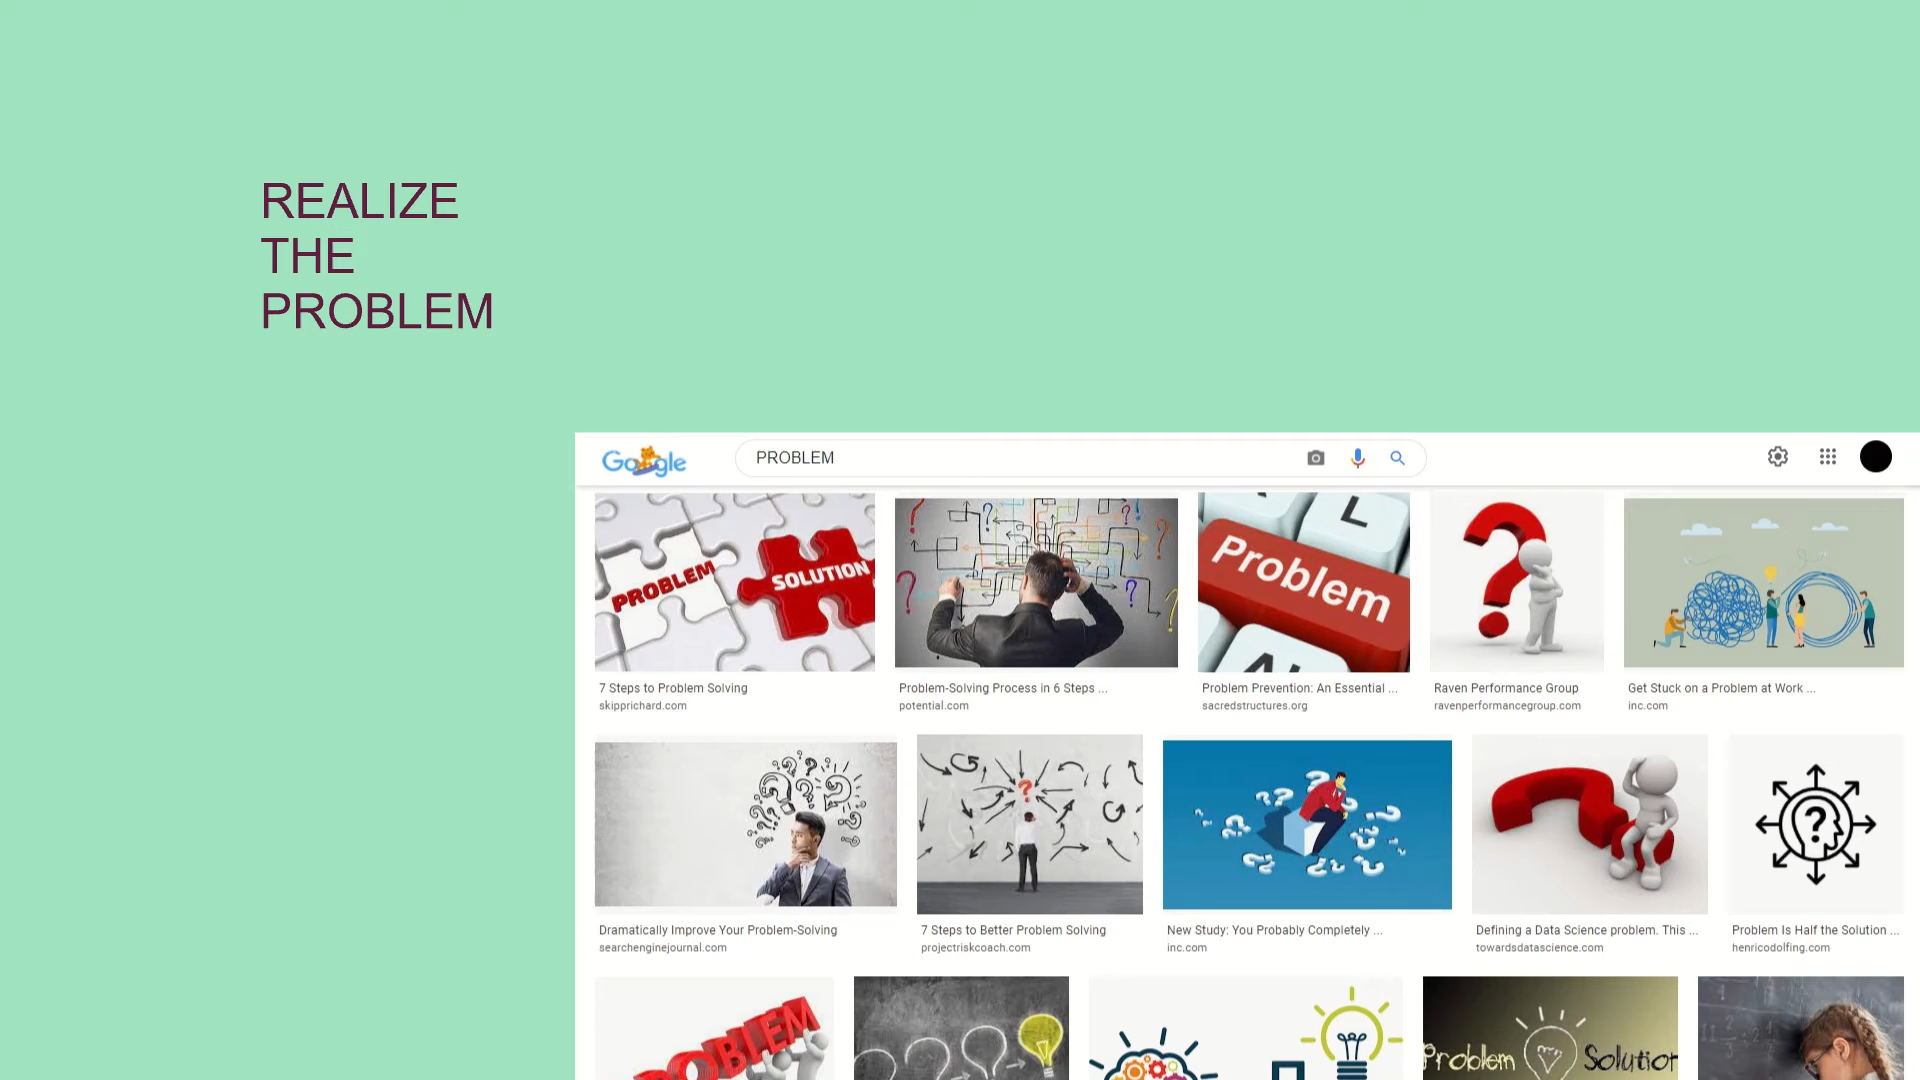 REALIZE
THE
PROBLEM
Google
PROBLEM
PROBLEM
SOLUTION
L
Problem
7 Steps to Problem Solving
skipprichard.com
Problem-Solving Process in 6 Steps ...
potential.com
Problem Prevention: An Essential ...
sacredstructures.org
Raven Performance Group
ravenperformancegroup.com
Get Stuck on a Problem at Work ...
inc.com
Dramatically Improve Your Problem-Solving
searchenginejournal.com
7 Steps to Better Problem Solving
projectriskcoach.com
New Study: You Probably Completely ...
inc.com
Defining a Data Science problem. This ...
towardsdatascience.com
Problem Is Half the Solution ...
henricodolfing.com
PROBLEM
Problem
Solution